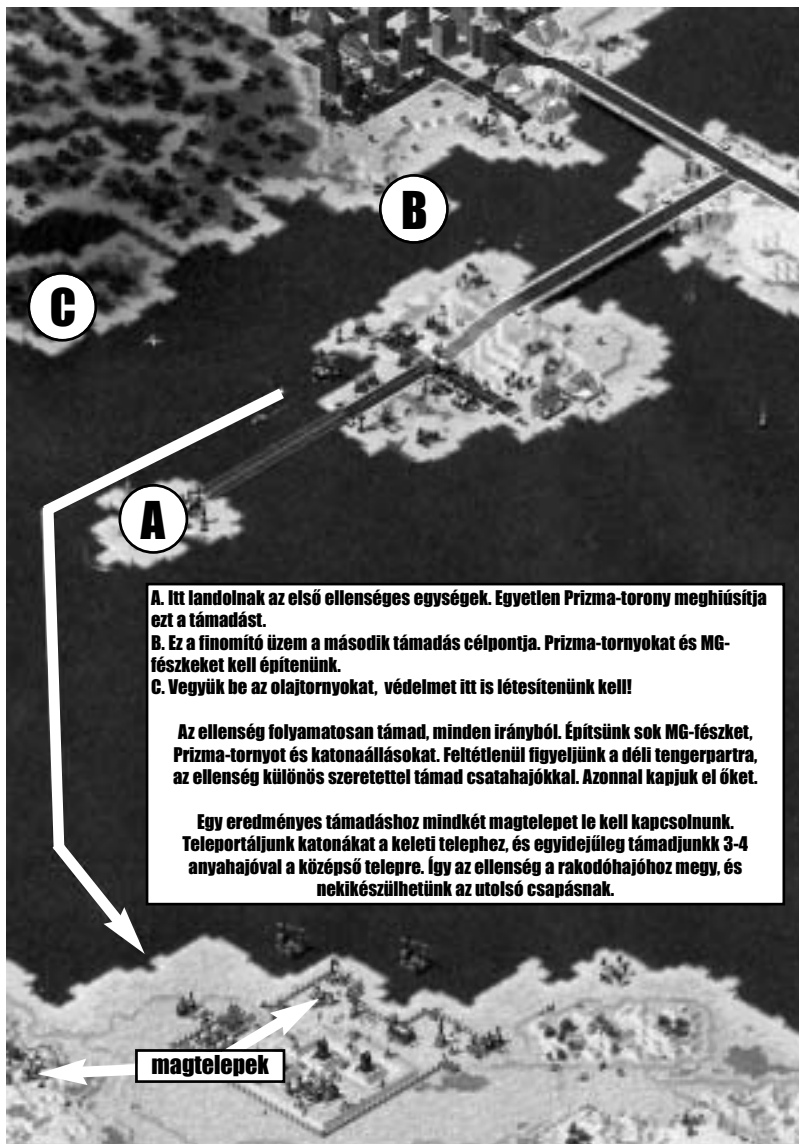 B
C
A
A. Itt landolnak az első ellenséges egységek. Egyetlen Prizma-torony meghiúsítja
ezt a támadást.
B. Ez a finomító üzem a második támadás célpontja. Prizma-tornyokat és MG-
fészkeket kell építenünk.
C. Vegyük be az olajtornyokat, védelmet itt is létesítenünk kell!
Az ellenség folyamatosan támad, minden irányból. Építsünk sok MG-fészket,
Prizma-tornyot és katonaállásokat. Feltétlenül figyeljünk a déli tengerpartra,
az ellenség különös szeretettel támad csatahajókkal. Azonnal kapjuk el őket.
Egy eredményes támadáshoz mindkét magtelepet le kell kapcsolnunk.
Teleportáljunk katonákat a keleti telephez, és egyidejűleg támadjunkk 3-4
anyahajóval a középső telepre. Így az ellenség a rakodóhajóhoz megy, és
nekikészülhetünk az utolsó csapásnak.
magtelepek